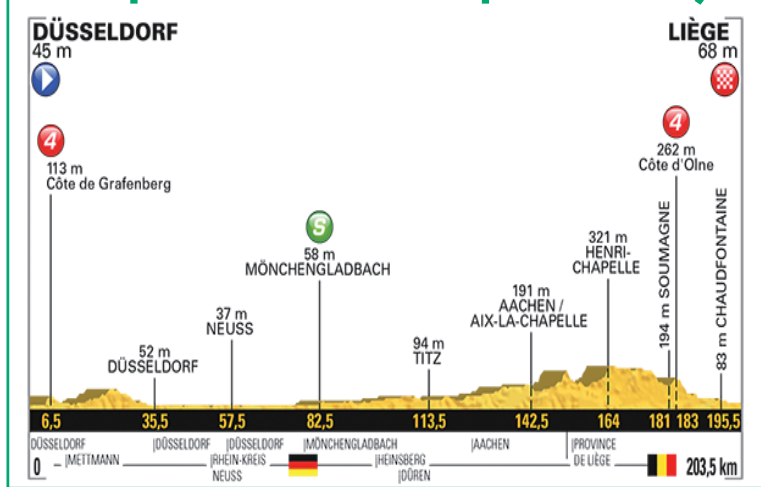 DÜSSELDORF
45 m
LIÈGE
68 m
4
113 m
Côte de Grafenberg
52 m
DÜSSELDORF
37 m
NEUSS
S
58 m
MÖNCHENGLADBACH
94 m
TITZ
191 m
AACHEN /
AIX-LA-CHAPELLE
321 m
HENRI-
CHAPELLE
194 m SOUMAGNE
4
262 m
Côte d'Olne
83 m CHAUDFONTAINE
6,5 35,5 57,5 82,5 113,5 142,5 164 181 183 195,5
DÜSSELDORF |DÜSSELDORF |DÜSSELDORF |MÖNCHENGLADBACH |AACHEN |PROVINCE
DE LIÈGE
0 |METTMANN |RHEIN-KREIS
NEUSS
|HEINSBERG
|DÜREN
203,5 km